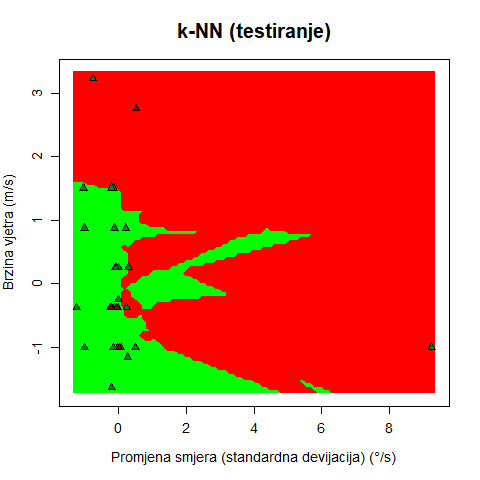 k-NN (testiranje)
Brzina vjetra (m/s)
3
2
1
0
-1
0 2 4 6 8
Promjena smjera (standardna devijacija) (°/s)